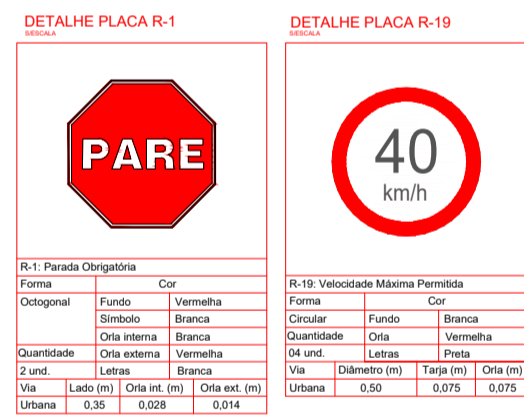 DETALHE PLACA R-1
S/ESCALA
PARE
R-1: Parada Obrigatória
Forma Cor
Octogonal Fundo Vermelha
Símbolo Branca
Orla interna Branca
Quantidade Orla externa Vermelha
2 und. Letras Branca
Via Lado (m) Orla int. (m) Orla ext. (m)
Urbana 0,35 0,028 0,014
DETALHE PLACA R-19
S/ESCALA
40
km/h
R-19: Velocidade Máxima Permitida
Forma Cor
Circular Fundo Branca
Quantidade Orla Vermelha
04 und. Letras Preta
Via Diâmetro (m) Tarja (m) Orla (m)
Urbana 0,50 0,075 0,075